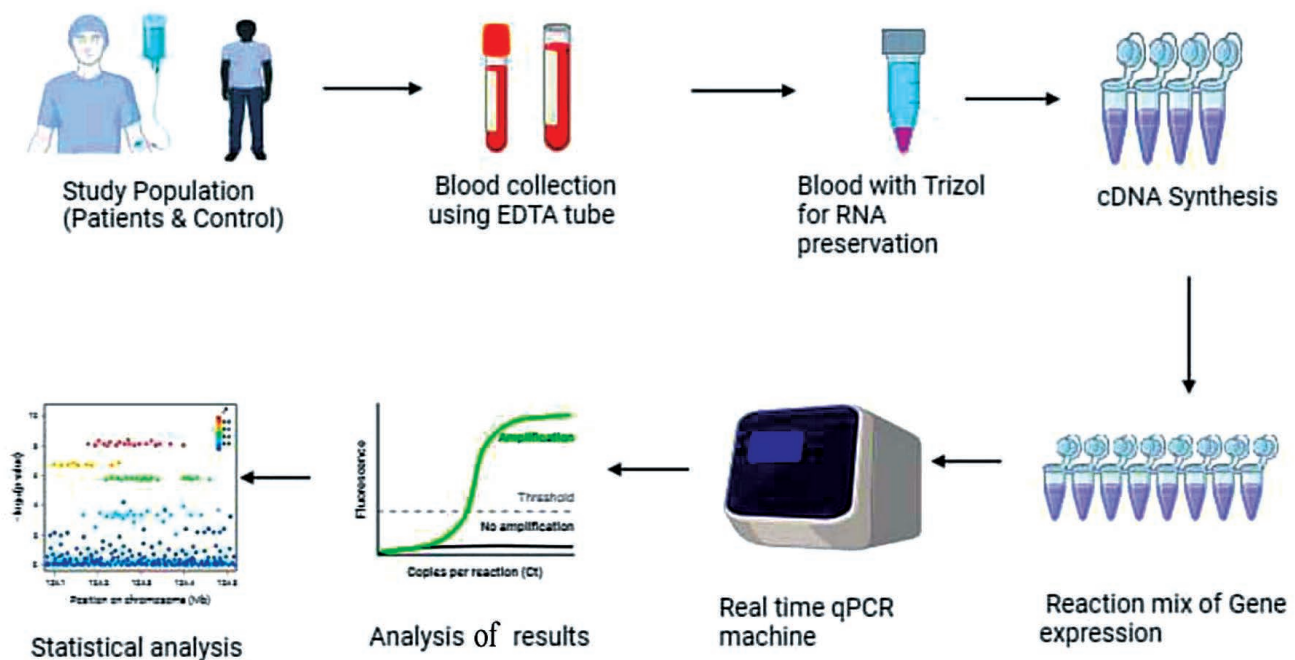 Study Population
(Patients & Control)
Blood collection
using EDTA tube
Blood with Trizol
for RNA
preservation
cDNA Synthesis
Reaction mix of Gene
expression
Real time qPCR
machine
Fluorescence
Amplification
Threshold
No amplification
Copies per reaction (Ct)
Analysis of results
Position on chromosome (Mb)
Statistical analysis